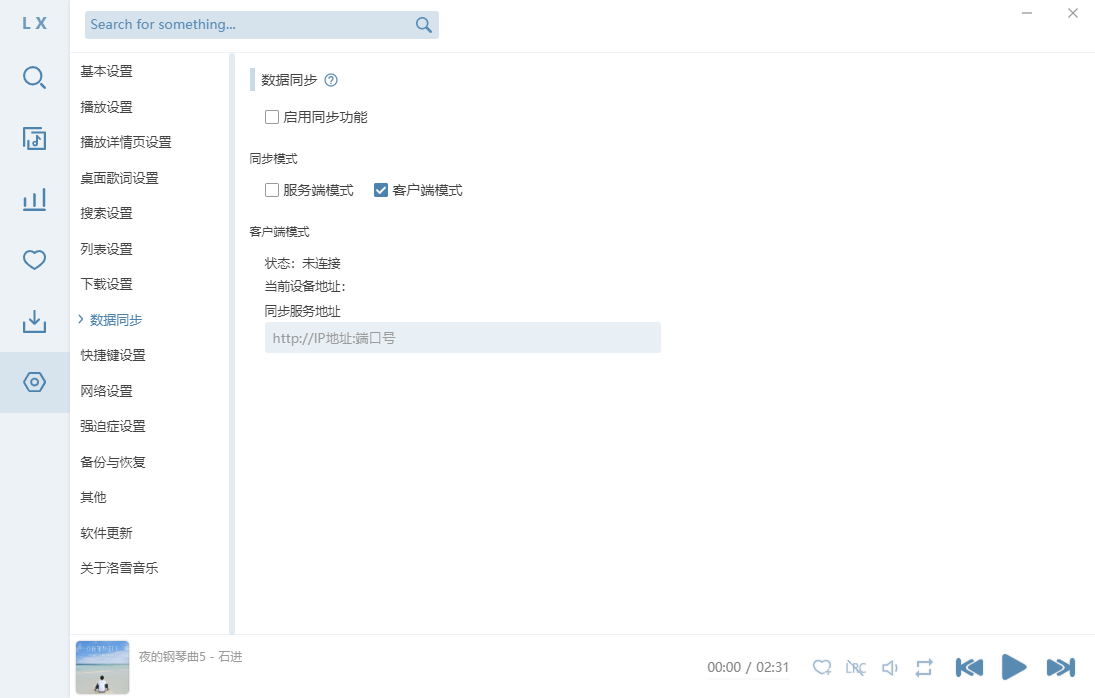 LX
Search for something...
基本设置
播放设置
播放详情页设置
桌面歌词设置
搜索设置
列表设置
下载设置
数据同步
快捷键设置
网络设置
强迫症设置
备份与恢复
其他
软件更新
关于洛雪音乐
数据同步
启用同步功能
同步模式
服务端模式 客户端模式
客户端模式
状态：未连接
当前设备地址：
同步服务地址
http://IP地址:端口号
夜的钢琴曲5 - 石进
00:00 / 02:31
LRC